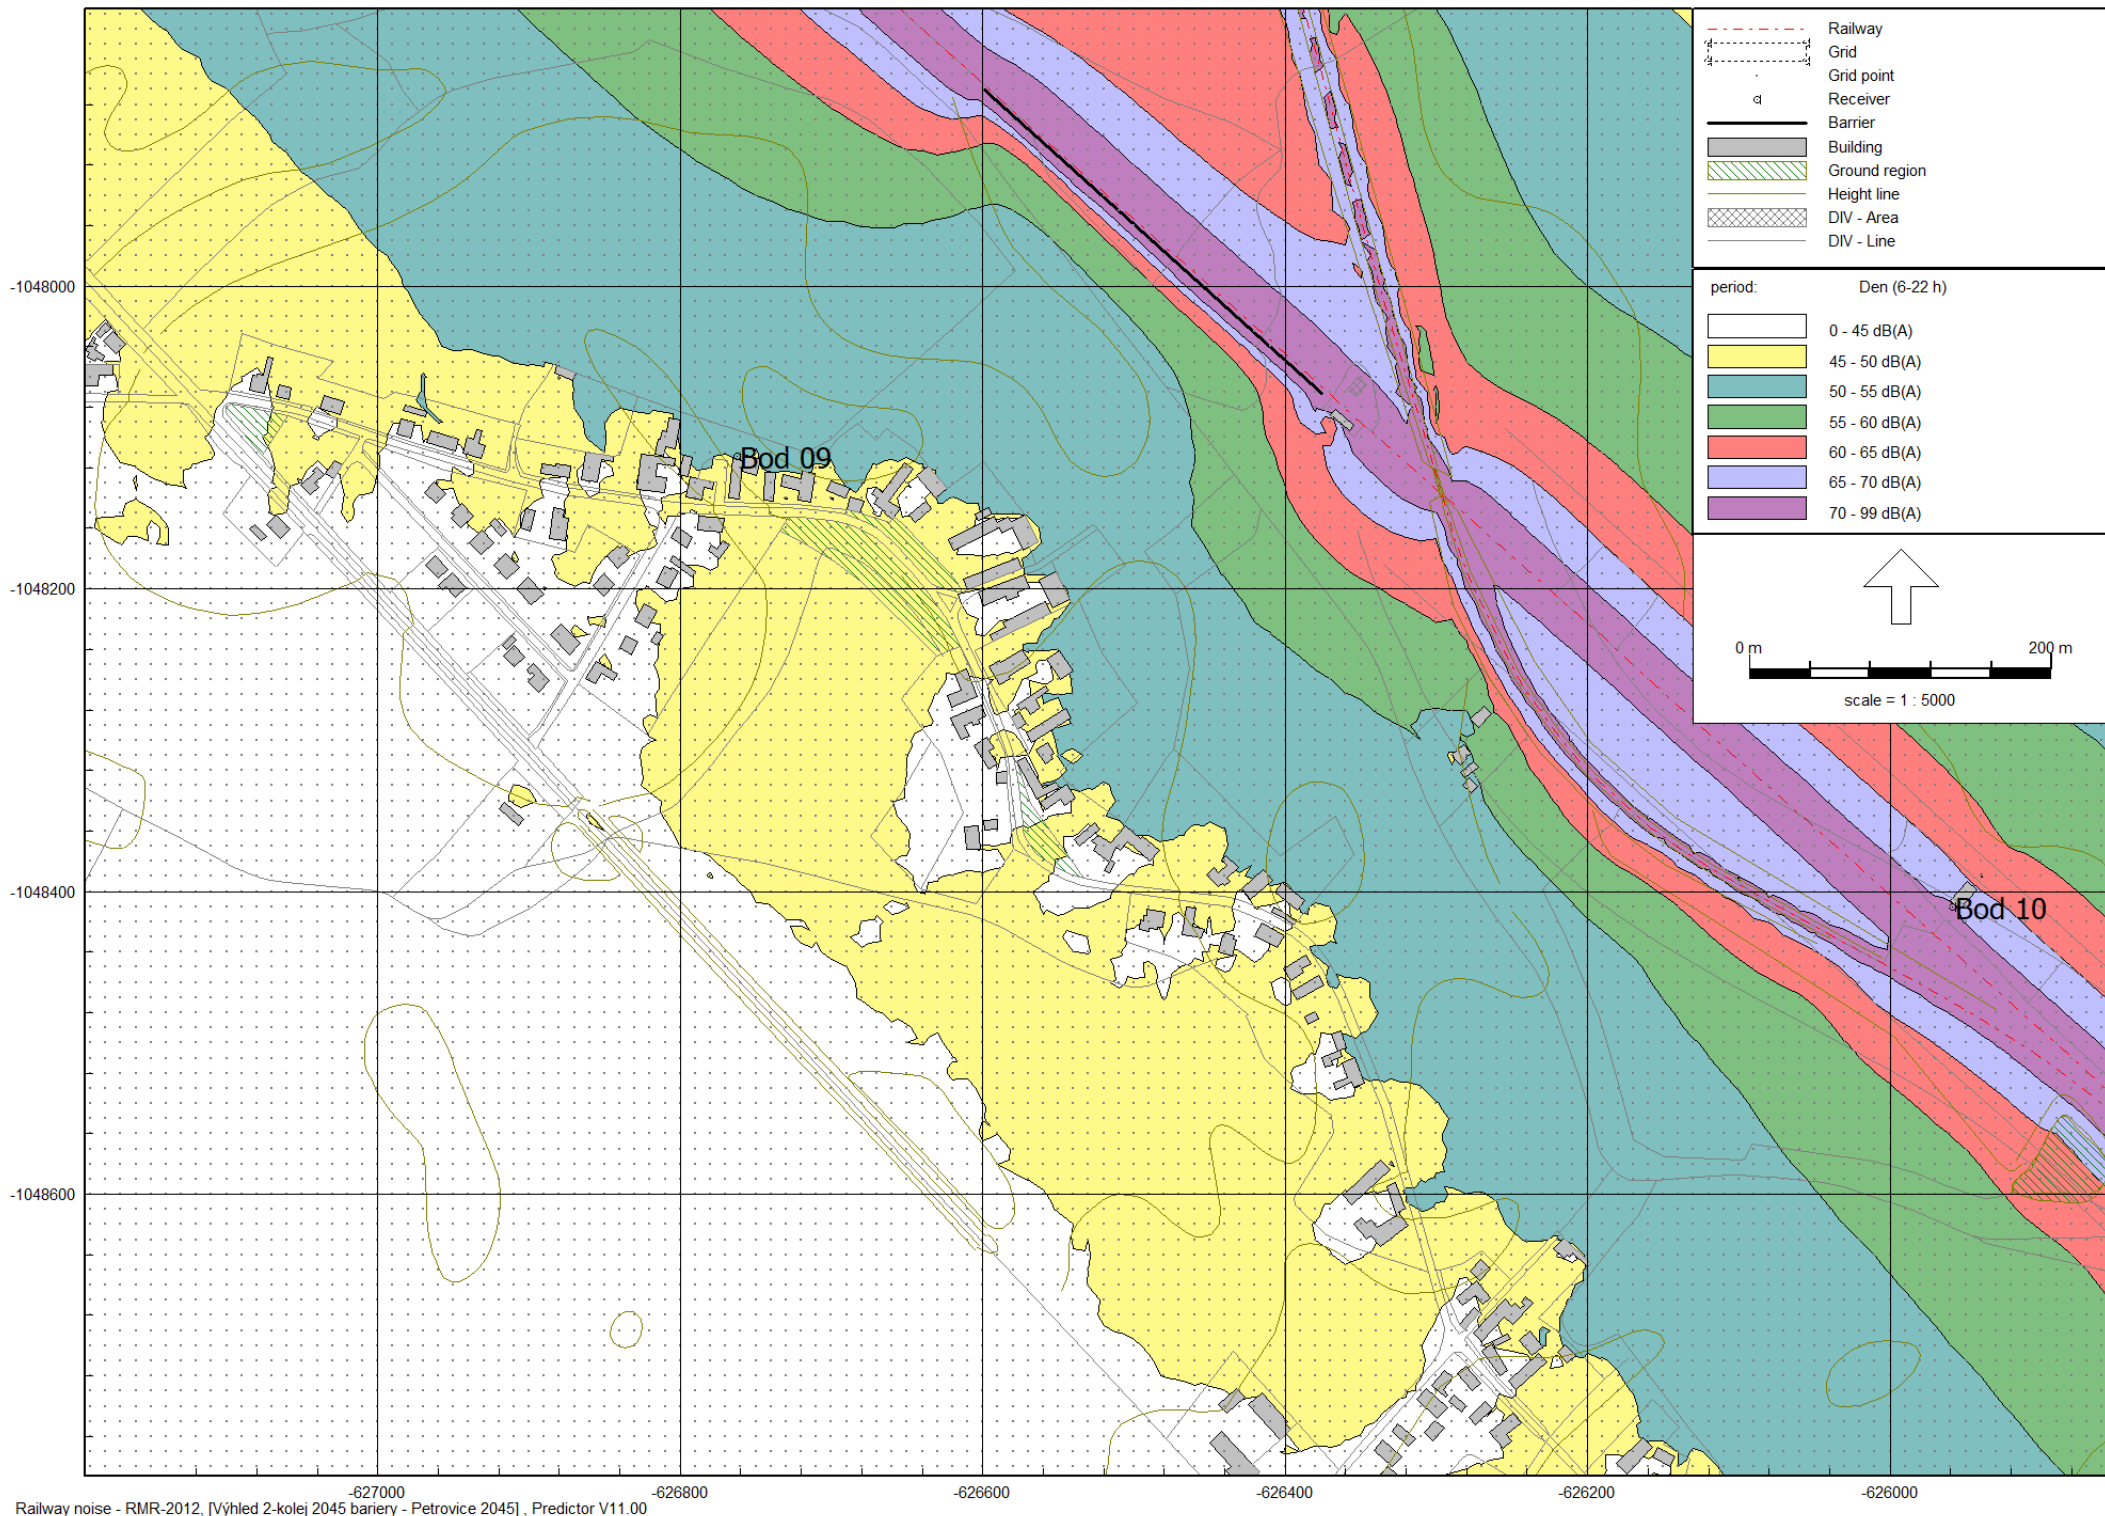 Railway
Grid
Grid point
Receiver
Barrier
Building
Ground region
Height line
DIV - Area
DIV - Line
period: Den (6-22 h)
0 - 45 dB(A)
45 - 50 dB(A)
50 - 55 dB(A)
55 - 60 dB(A)
60 - 65 dB(A)
65 - 70 dB(A)
70 - 99 dB(A)
0 m 200 m
scale = 1 : 5000
-1048000
-1048200
-1048400
-1048600
Bod 09
Bod 10
-627000 -626800 -626600 -626400 -626200 -626000
Railway noise - RMR-2012, [Výhled 2-kolej 2045 bariery - Petrovice 2045] , Predictor V11.00